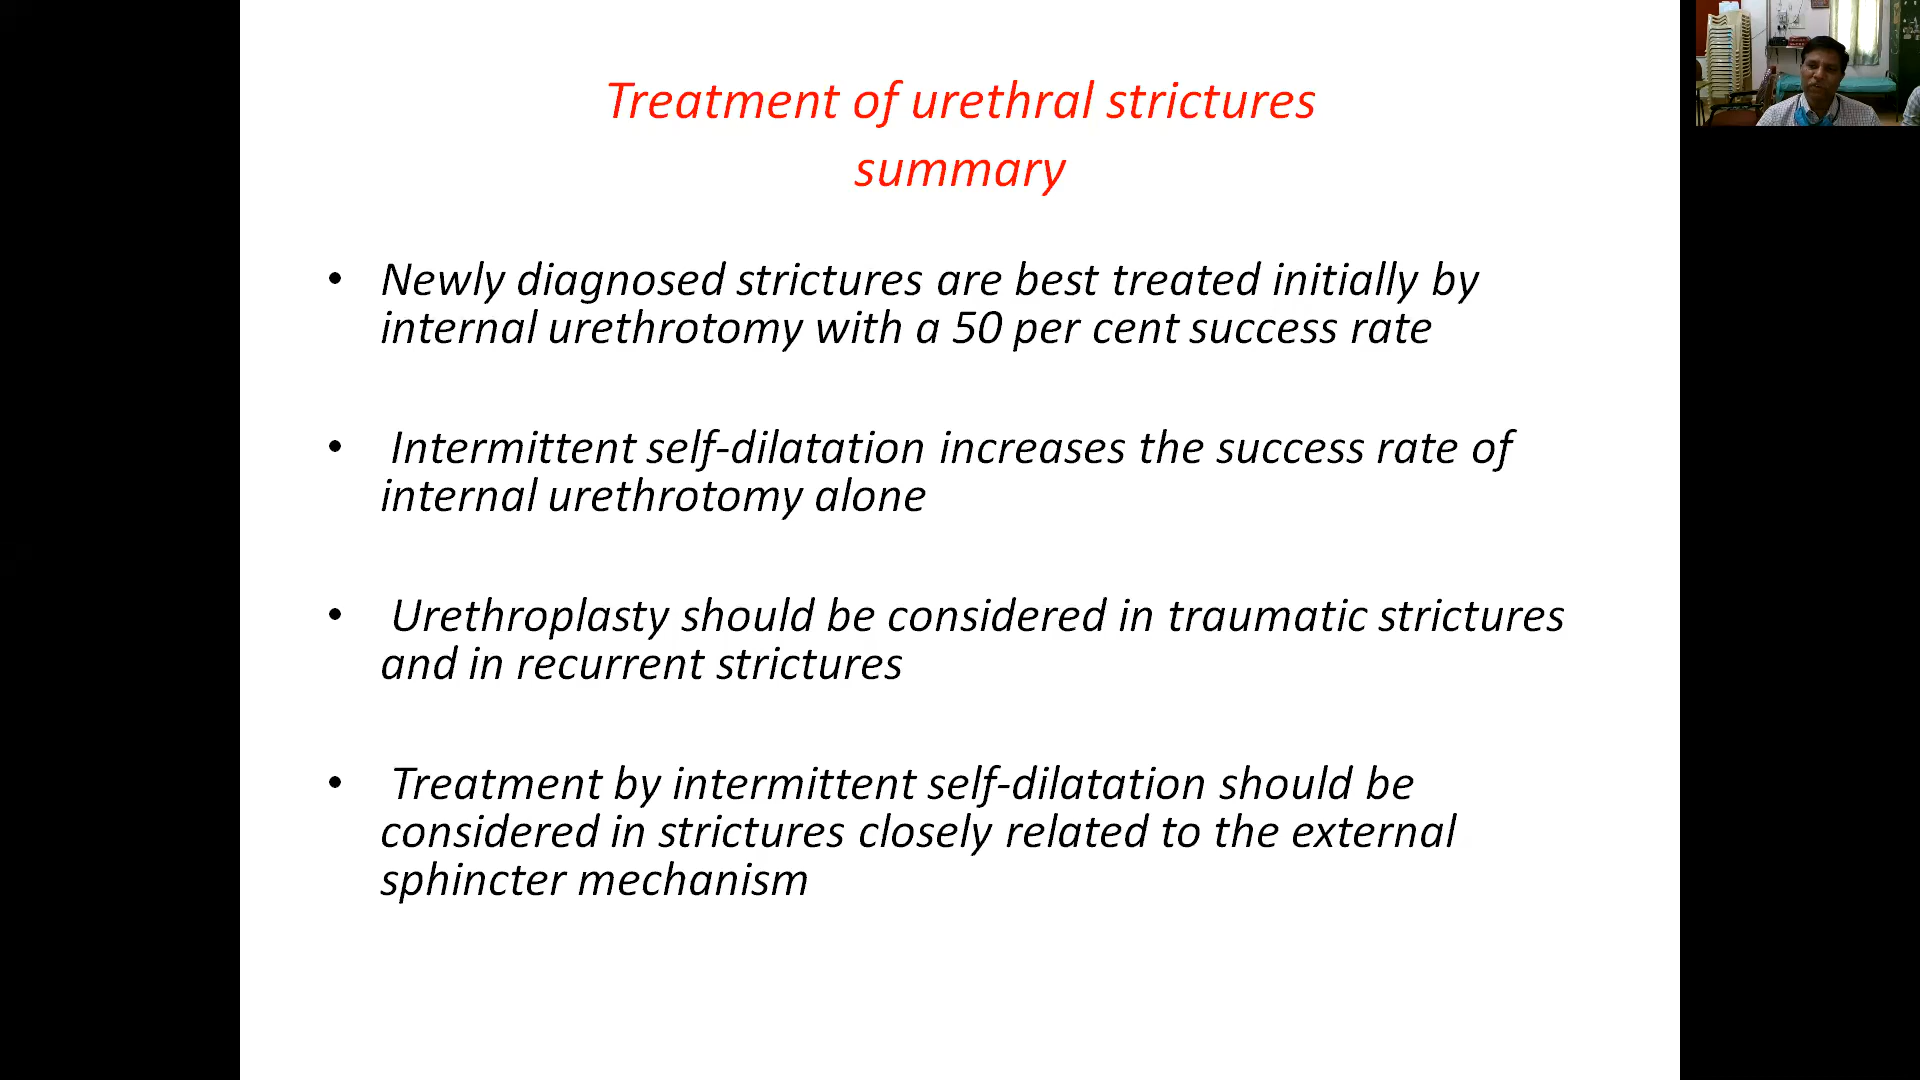 Treatment of urethral strictures
summary
• Newly diagnosed strictures are best treated initially by
internal urethrotomy with a 50 per cent success rate
• Intermittent self-dilatation increases the success rate of
internal urethrotomy alone
• Urethroplasty should be considered in traumatic strictures
and in recurrent strictures
• Treatment by intermittent self-dilatation should be
considered in strictures closely related to the external
sphincter mechanism